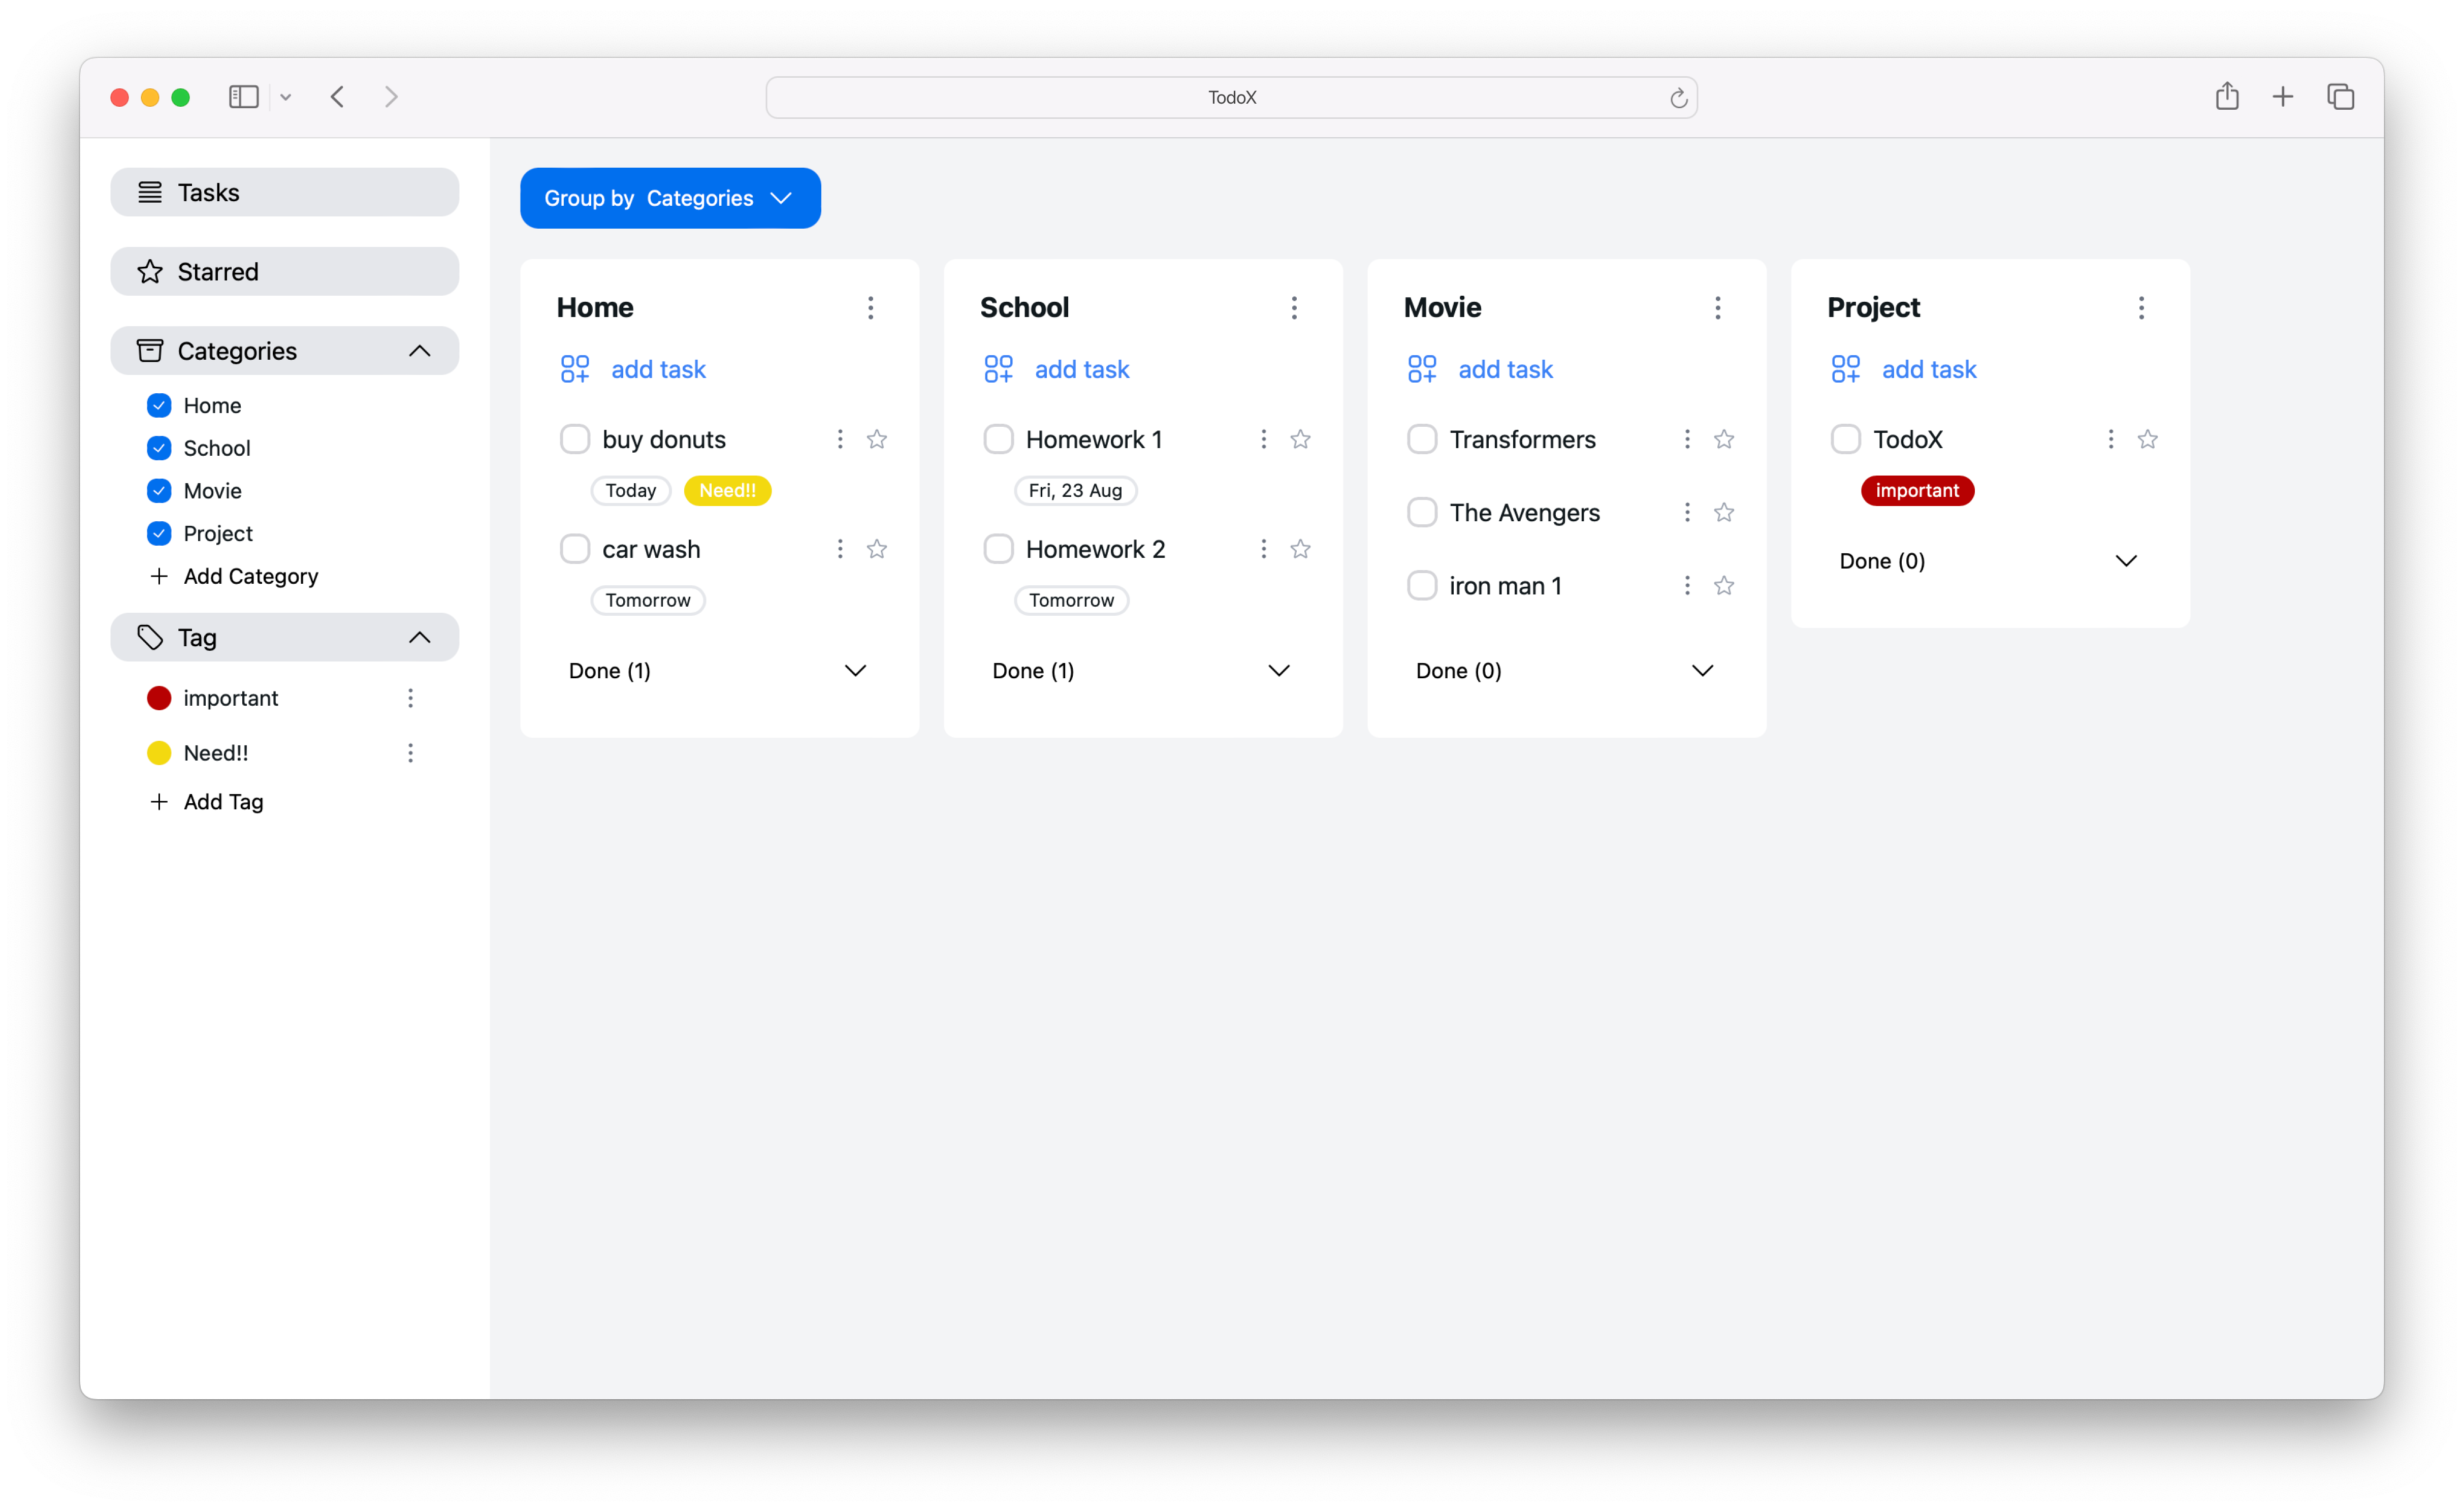 TodoX
Tasks
Starred
Categories
Home
School
Movie
Project
Add Category
Tag
important
Need!!
Add Tag
Group by Categories
Home
add task
buy donuts
Today Need!!
car wash
Tomorrow
Done (1)
School
add task
Homework 1
Fri, 23 Aug
Homework 2
Tomorrow
Done (1)
Movie
add task
Transformers
The Avengers
iron man 1
Done (0)
Project
add task
TodoX
important
Done (0)